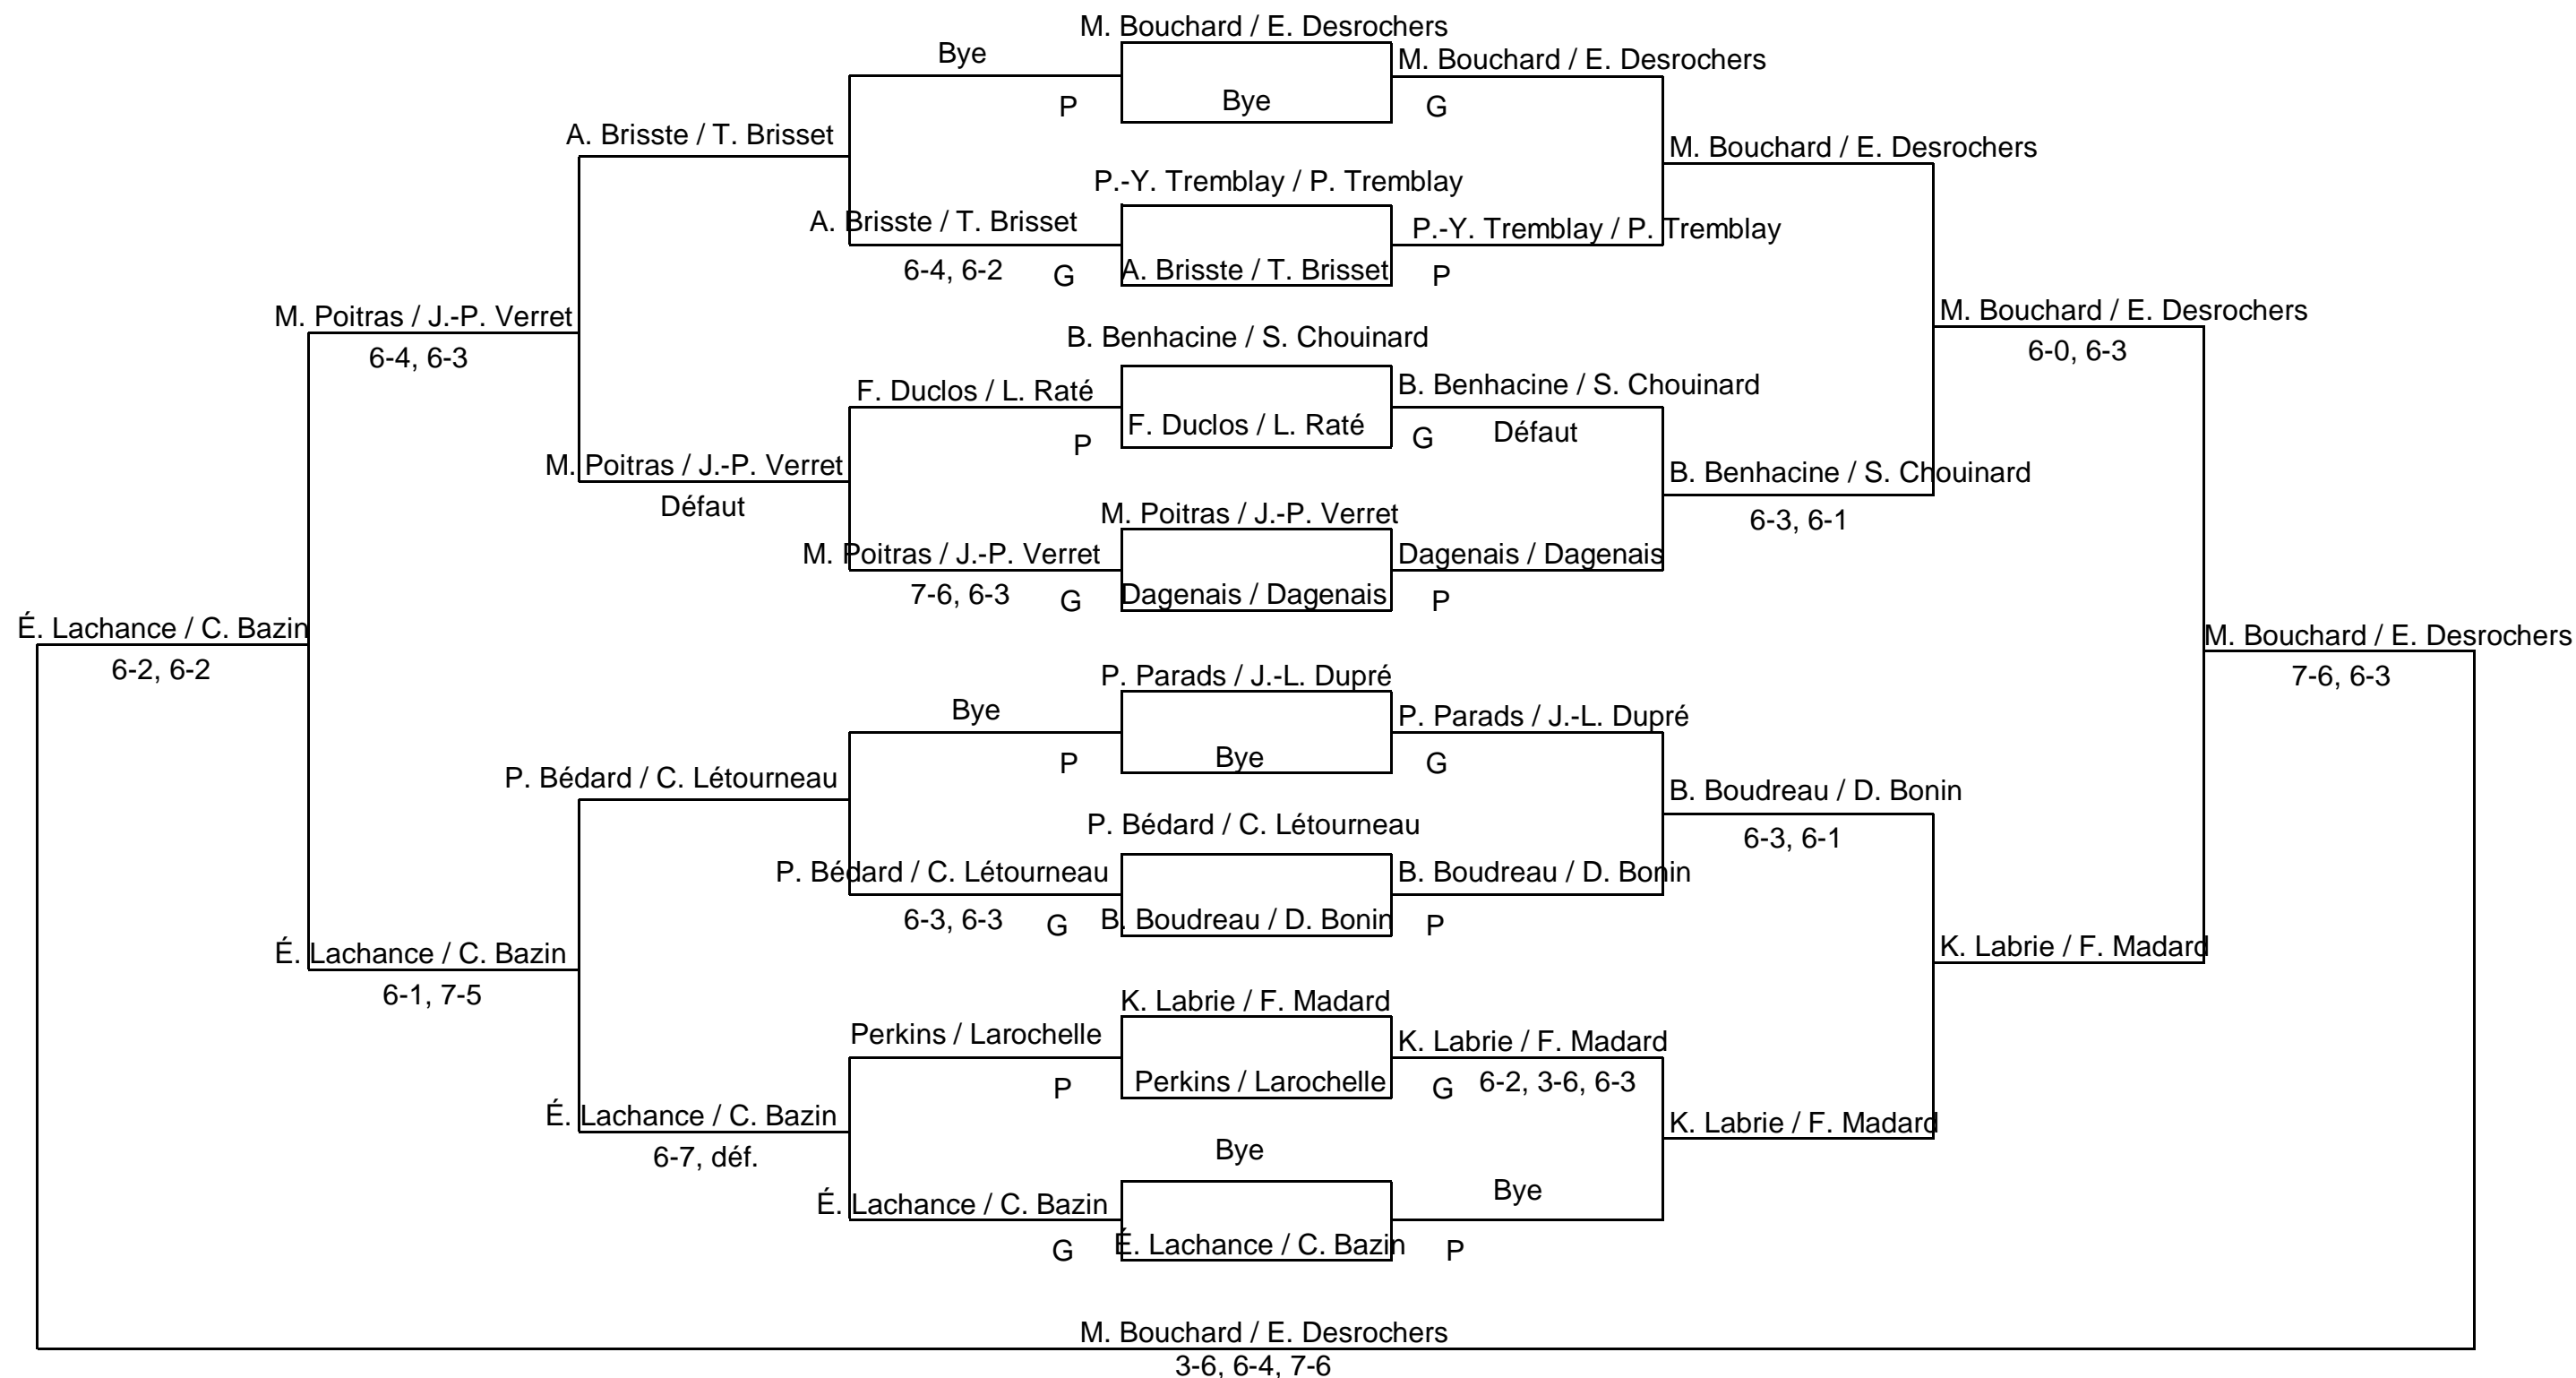 M. Bouchard / E. Desrochers
Bye
M. Bouchard / E. Desrochers
P
Bye
G
A. Brisste / T. Brisset
M. Bouchard / E. Desrochers
P.-Y. Tremblay / P. Tremblay
A. Brisste / T. Brisset
P.-Y. Tremblay / P. Tremblay
6-4, 6-2
G
A. Brisste / T. Brisset
P
M. Poitras / J.-P. Verret
M. Bouchard / E. Desrochers
6-4, 6-3
B. Benhacine / S. Chouinard
6-0, 6-3
F. Duclos / L. Raté
B. Benhacine / S. Chouinard
P
F. Duclos / L. Raté
G
Défaut
M. Poitras / J.-P. Verret
B. Benhacine / S. Chouinard
Défaut
M. Poitras / J.-P. Verret
6-3, 6-1
M. Poitras / J.-P. Verret
Dagenais / Dagenais
7-6, 6-3
G
Dagenais / Dagenais
P
É. Lachance / C. Bazin
M. Bouchard / E. Desrochers
6-2, 6-2
P. Parads / J.-L. Dupré
7-6, 6-3
Bye
P. Parads / J.-L. Dupré
P
Bye
G
P. Bédard / C. Létourneau
B. Boudreau / D. Bonin
P. Bédard / C. Létourneau
6-3, 6-1
P. Bédard / C. Létourneau
B. Boudreau / D. Bonin
6-3, 6-3
G
B. Boudreau / D. Bonin
P
É. Lachance / C. Bazin
K. Labrie / F. Madard
6-1, 7-5
K. Labrie / F. Madard
Perkins / Larochelle
K. Labrie / F. Madard
P
Perkins / Larochelle
G
6-2, 3-6, 6-3
É. Lachance / C. Bazin
K. Labrie / F. Madard
6-7, déf.
Bye
É. Lachance / C. Bazin
Bye
G
É. Lachance / C. Bazin
P
M. Bouchard / E. Desrochers
3-6, 6-4, 7-6